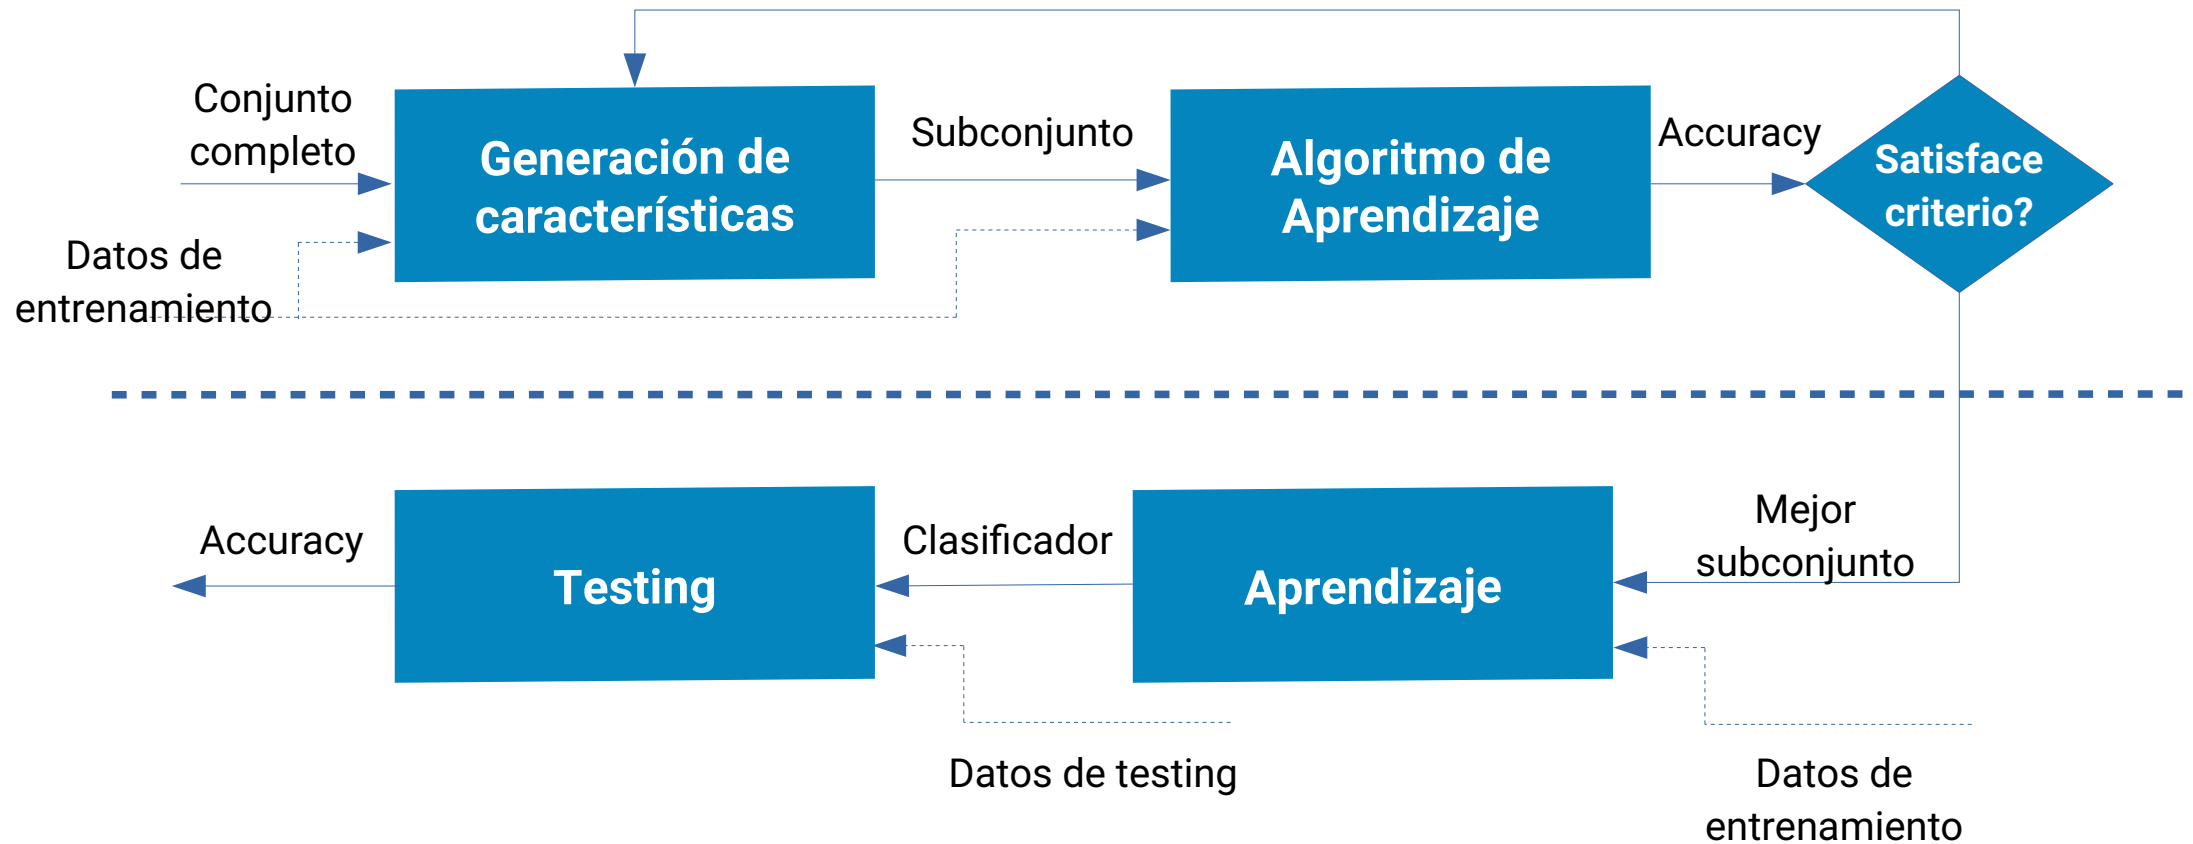 Conjunto
completo
Generación de
características
Subconjunto
Algoritmo de
Aprendizaje
Accuracy
Satisface
criterio?
Datos de
entrenamiento
Accuracy
Testing
Clasificador
Aprendizaje
Mejor
subconjunto
Datos de testing
Datos de
entrenamiento